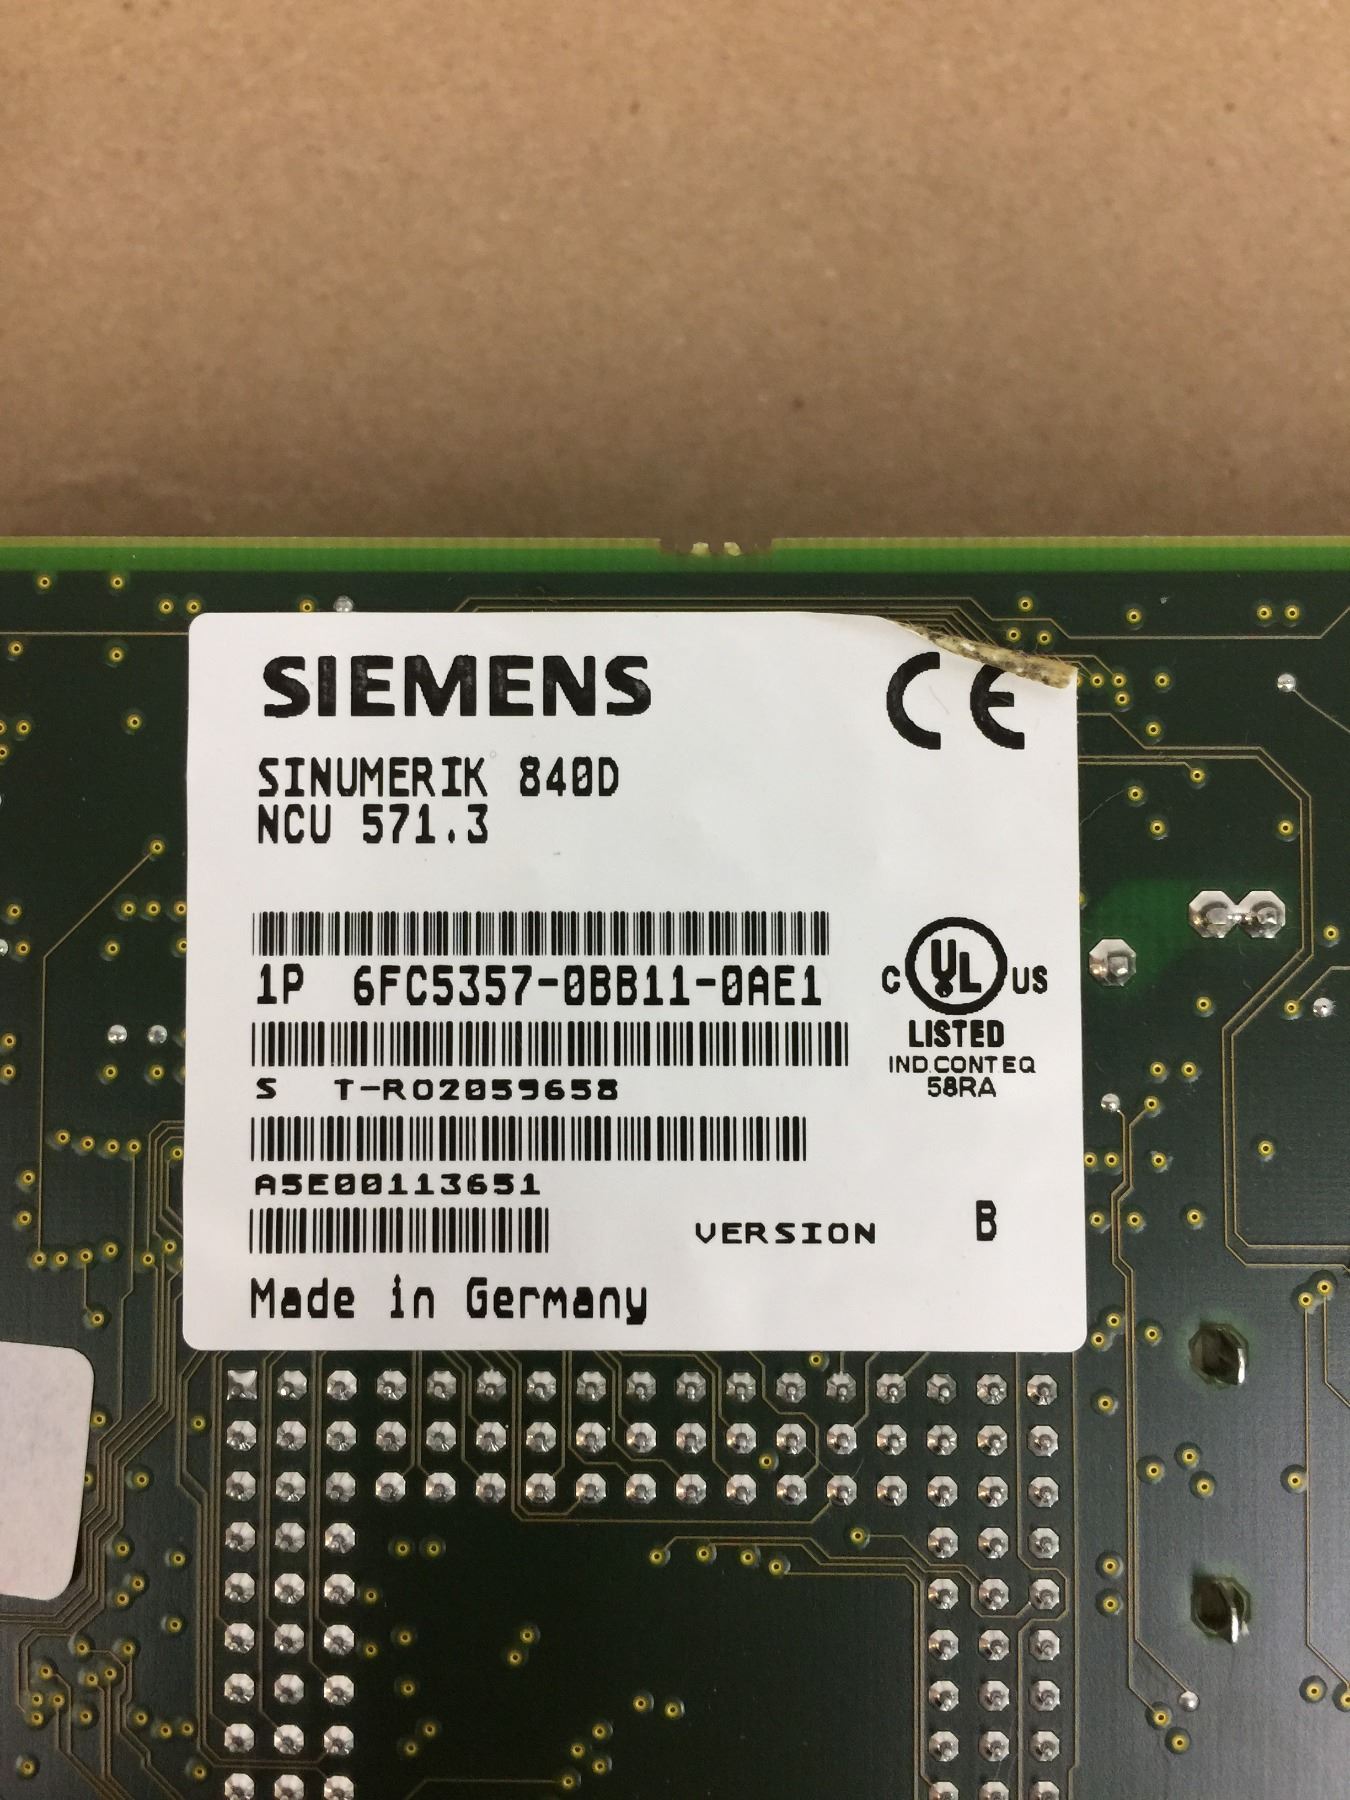 SIEMENS
CE
SINUMERIK 840D
NCU 571.3
1P 6FC5357-0BB11-0AE1
C UL US
LISTED
IND.CONT EQ
58RA
S T-RO2059658
A5E00113651
VERSION B
Made in Germany